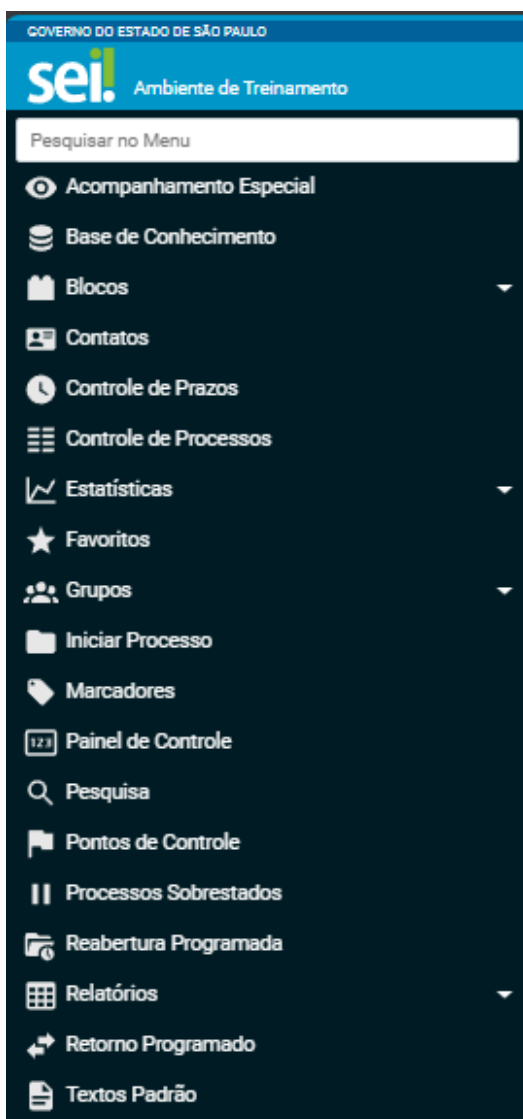 GOVERNO DO ESTADO DE SÃO PAULO
sei! Ambiente de Treinamento
Pesquisar no Menu
Acompanhamento Especial
Base de Conhecimento
Blocos
Contatos
Controle de Prazos
Controle de Processos
Estatísticas
Favoritos
Grupos
Iniciar Processo
Marcadores
123 Painel de Controle
Pesquisa
Pontos de Controle
Processos Sobrestados
Reabertura Programada
Relatórios
Retorno Programado
Textos Padrão